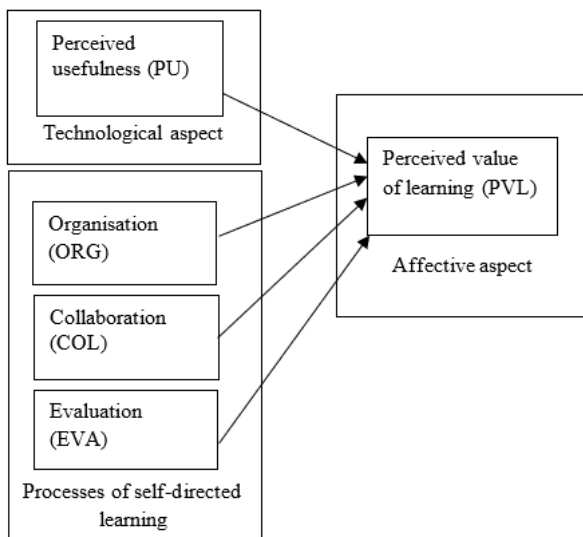 Perceived
usefulness (PU)
Technological aspect
Organisation
(ORG)
Collaboration
(COL)
Evaluation
(EVA)
Processes of self-directed
learning
Perceived value
of learning (PVL)
Affective aspect